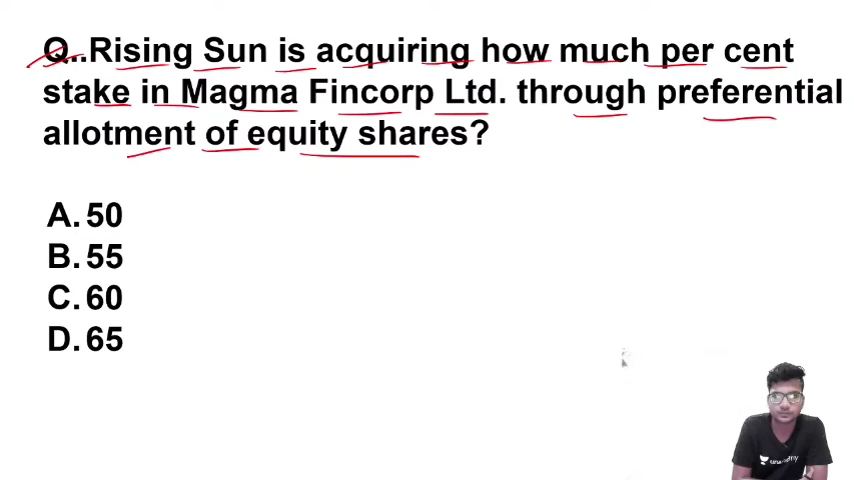 Q..Rising Sun is acquiring how much per cent
stake in Magma Fincorp Ltd. through preferential
allotment of equity shares?
A. 50
B. 55
C. 60
D. 65